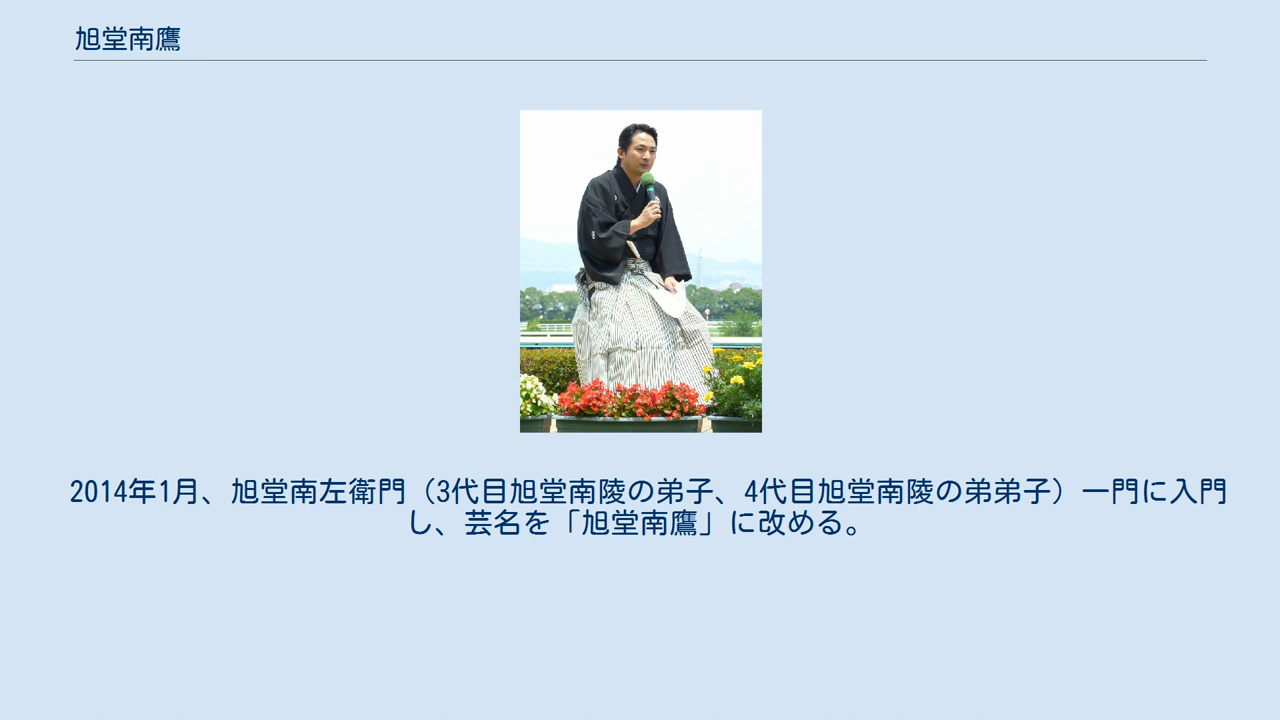 旭堂南鷹
2014年1月、旭堂南左衛門（3代目旭堂南陵の弟子、4代目旭堂南陵の弟弟子）一門に入門
し、芸名を「旭堂南鷹」に改める。